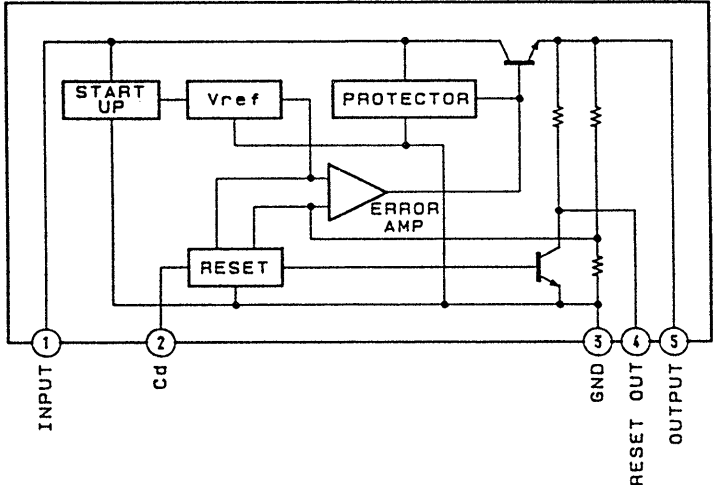 START
UP
Vref
PROTECTOR
ERROR
AMP
RESET
1
2
3
4
5
INPUT
Cd
GND
RESET OUT
OUTPUT